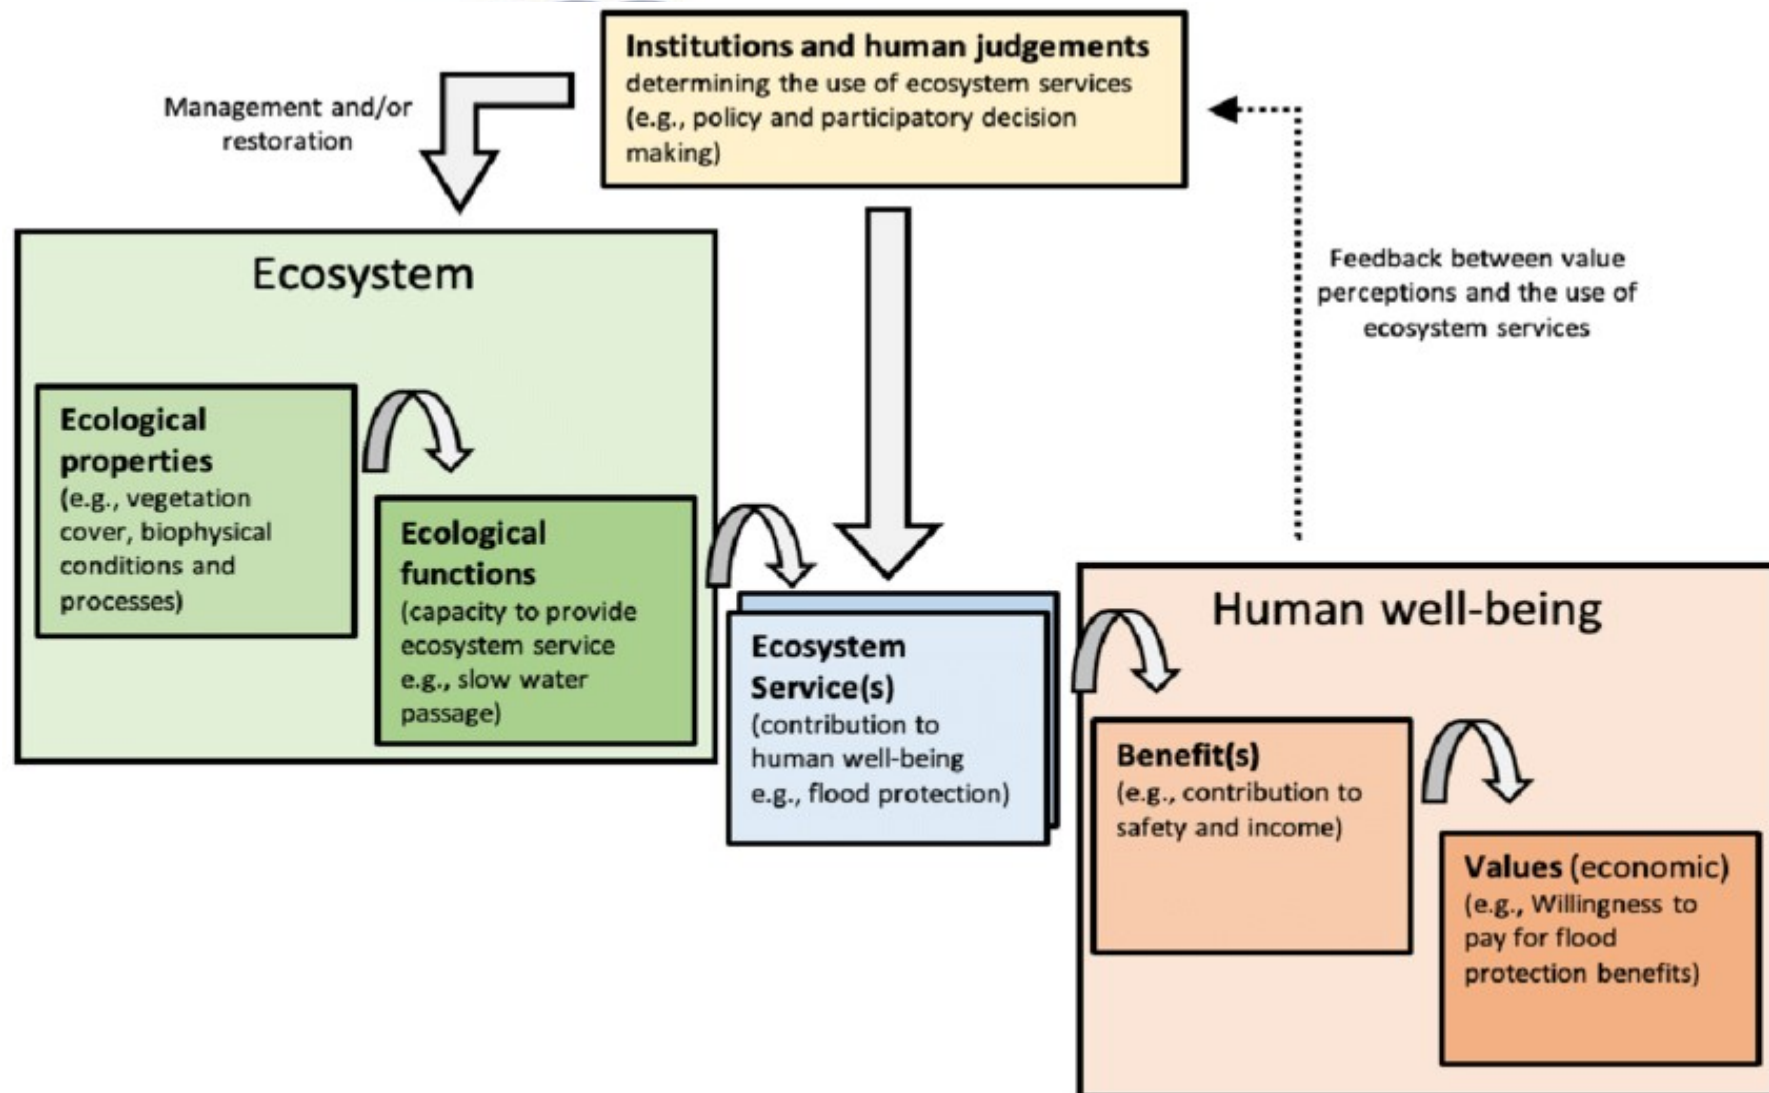 Institutions and human judgements
determining the use of ecosystem services
(e.g., policy and participatory decision
making)
Management and/or
restoration
Feedback between value
perceptions and the use of
ecosystem services
Ecosystem
Ecological
properties
(e.g., vegetation
cover, biophysical
conditions and
processes)
Ecological
functions
(capacity to provide
ecosystem service
e.g., slow water
passage)
Ecosystem
Service(s)
(contribution to
human well-being
e.g., flood protection)
Human well-being
Benefit(s)
(e.g., contribution to
safety and income)
Values (economic)
(e.g., Willingness to
pay for flood
protection benefits)